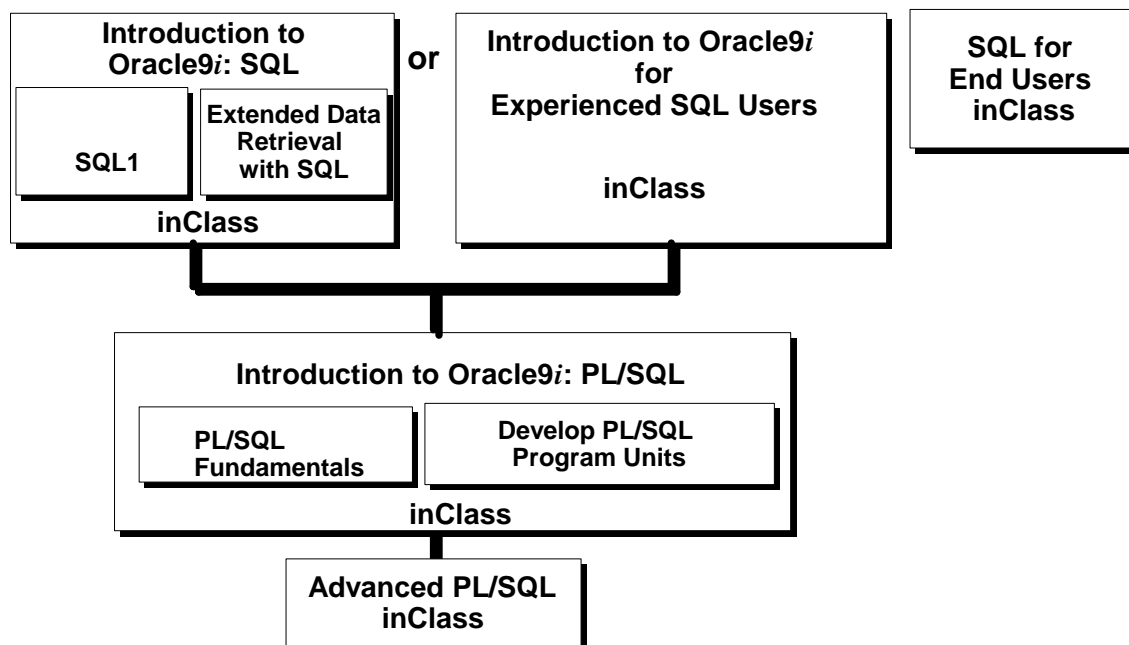 Introduction to
Oracle9i: SQL
SQL1
Extended Data
Retrieval
with SQL
inClass
or
Introduction to Oracle9i
for
Experienced SQL Users
inClass
SQL for
End Users
inClass
Introduction to Oracle9i: PL/SQL
PL/SQL
Fundamentals
Develop PL/SQL
Program Units
inClass
Advanced PL/SQL
inClass